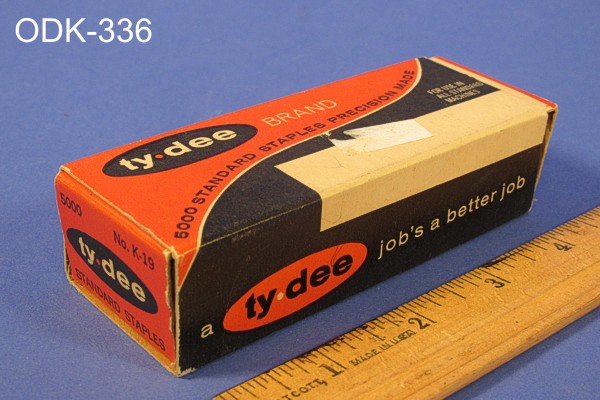 ODK-336
ty·dee BRAND
5000 STANDARD STAPLES PRECISION MADE
FOR USE IN
ALL STANDARD
MACHINES
5000
No. K-19
ty·dee
STANDARD STAPLES
a ty·dee job's a better job
1 2 3 4
MADE IN U.S.A.